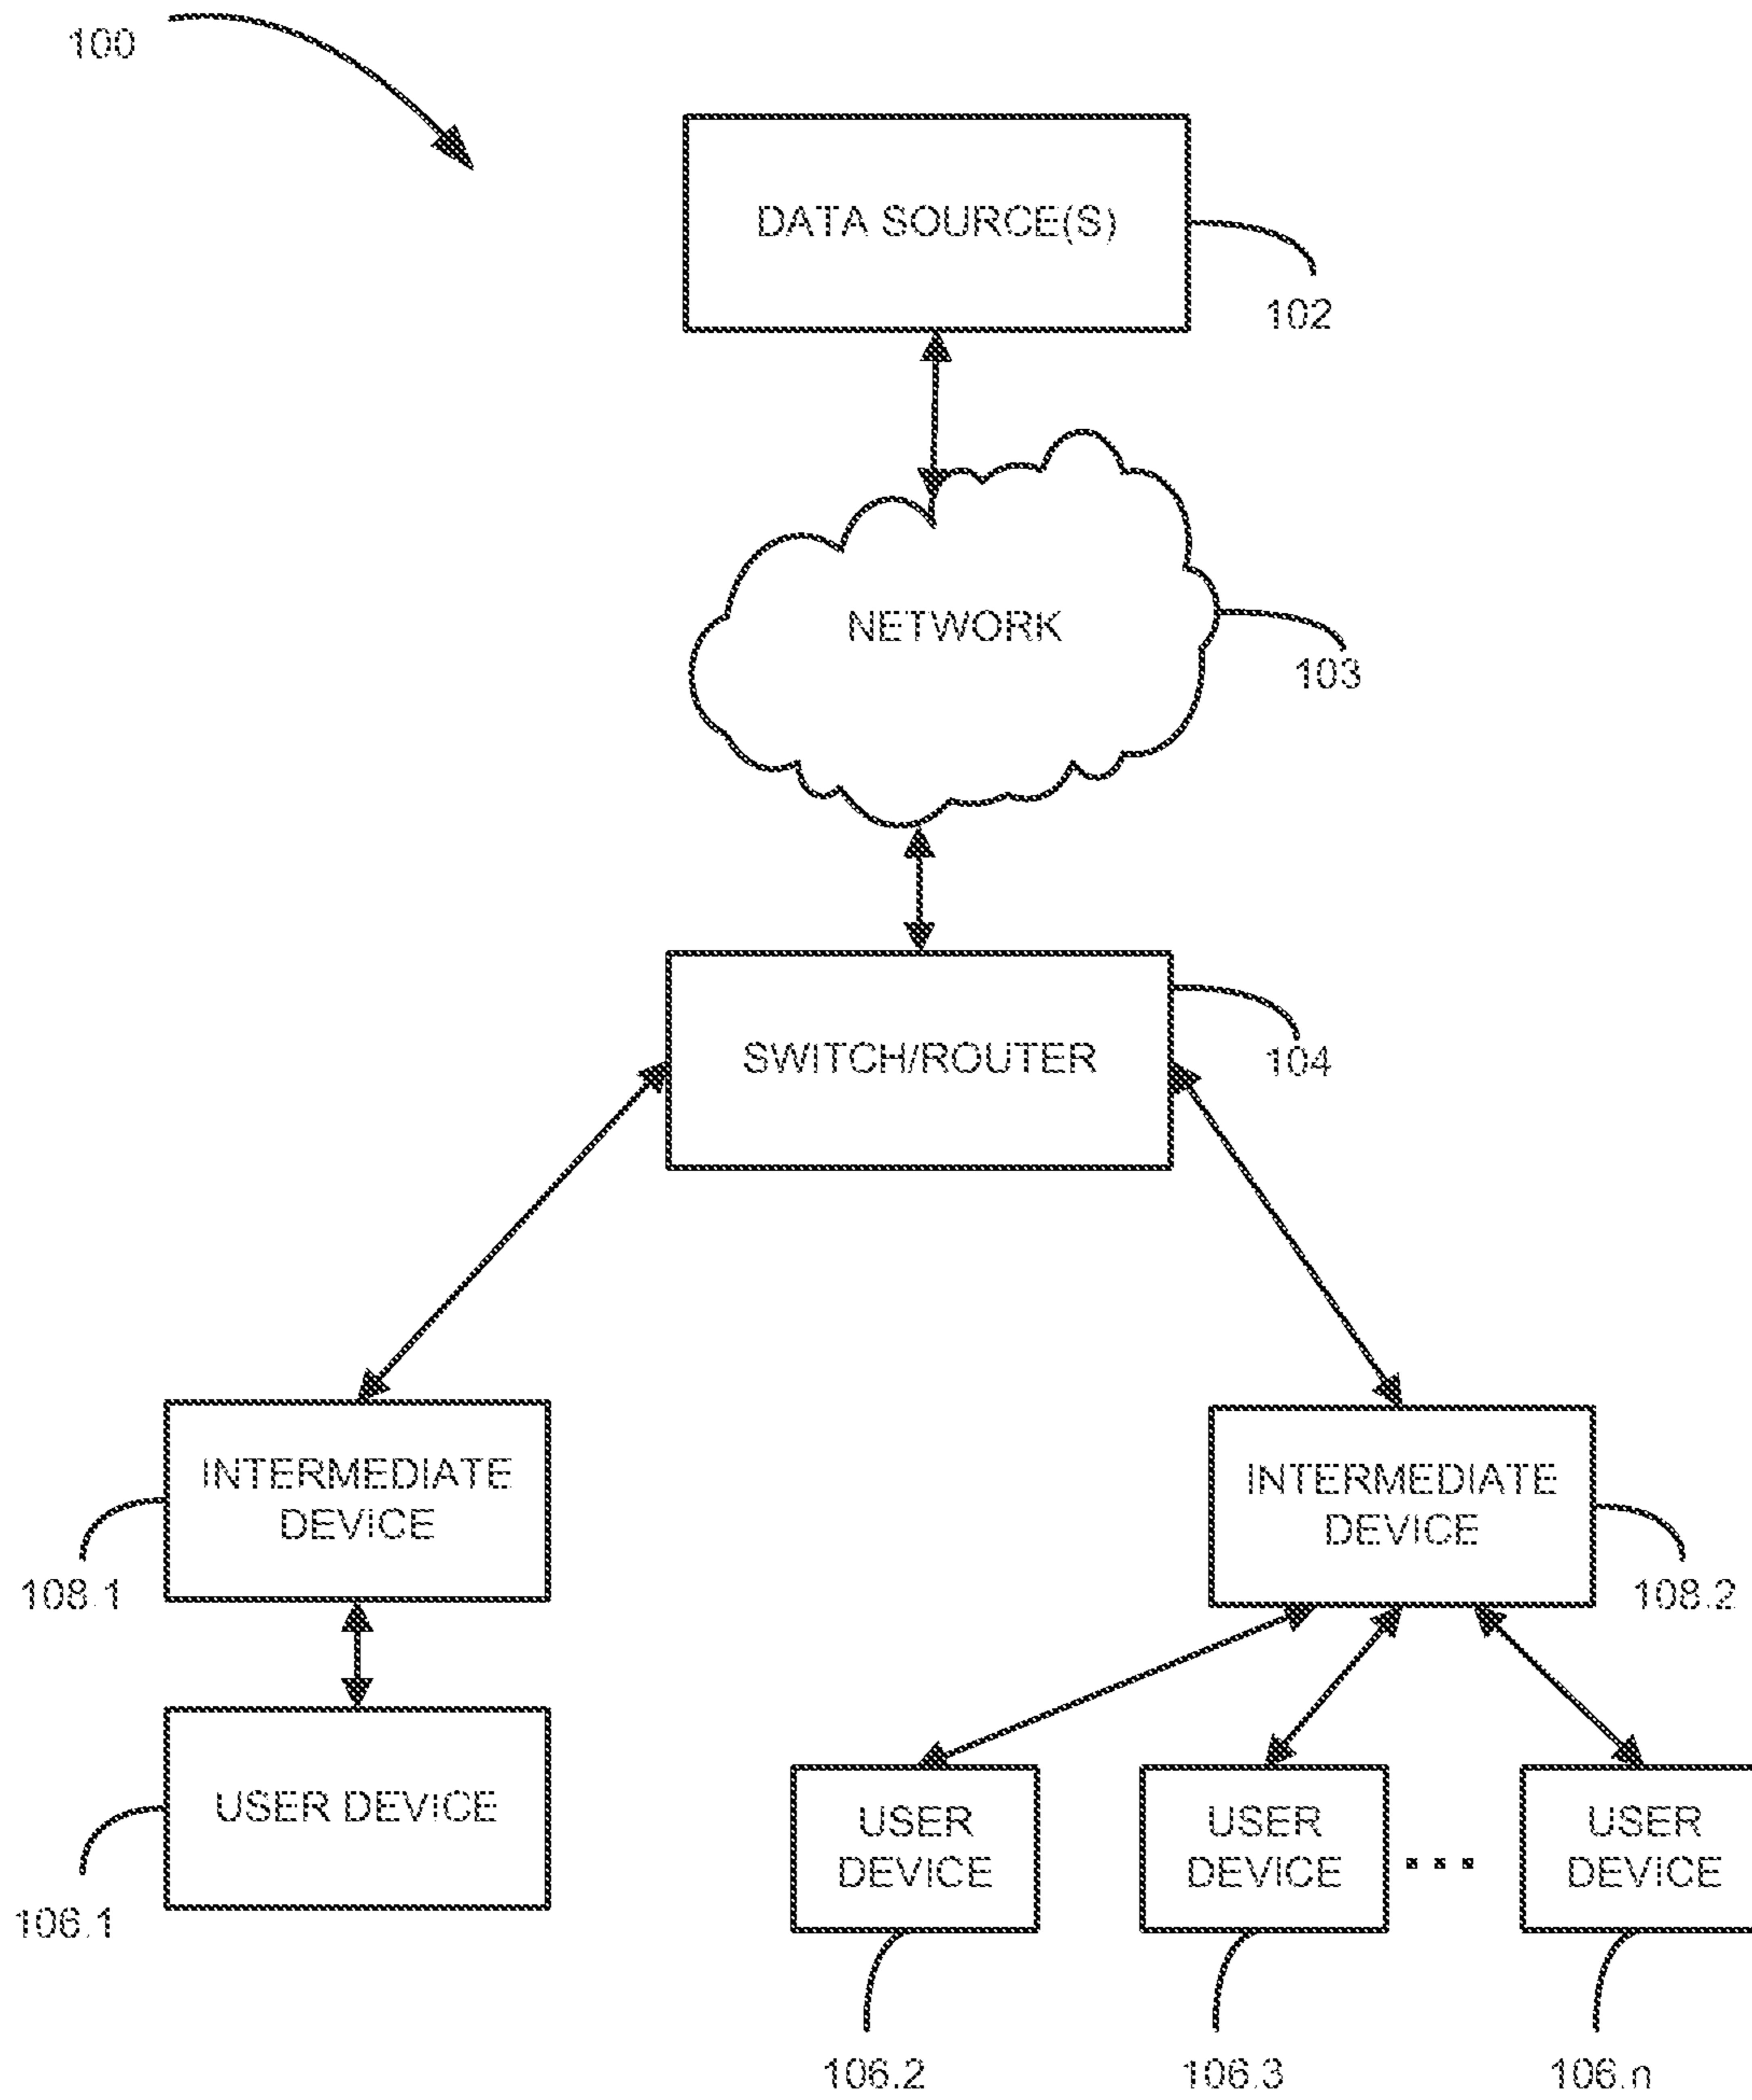 100
DATA SOURCE(S)
102
NETWORK
103
SWITCH/ROUTER
104
INTERMEDIATE
DEVICE
108.1
INTERMEDIATE
DEVICE
108.2
USER DEVICE
106.1
USER
DEVICE
106.2
USER
DEVICE
106.3
...
USER
DEVICE
106.n